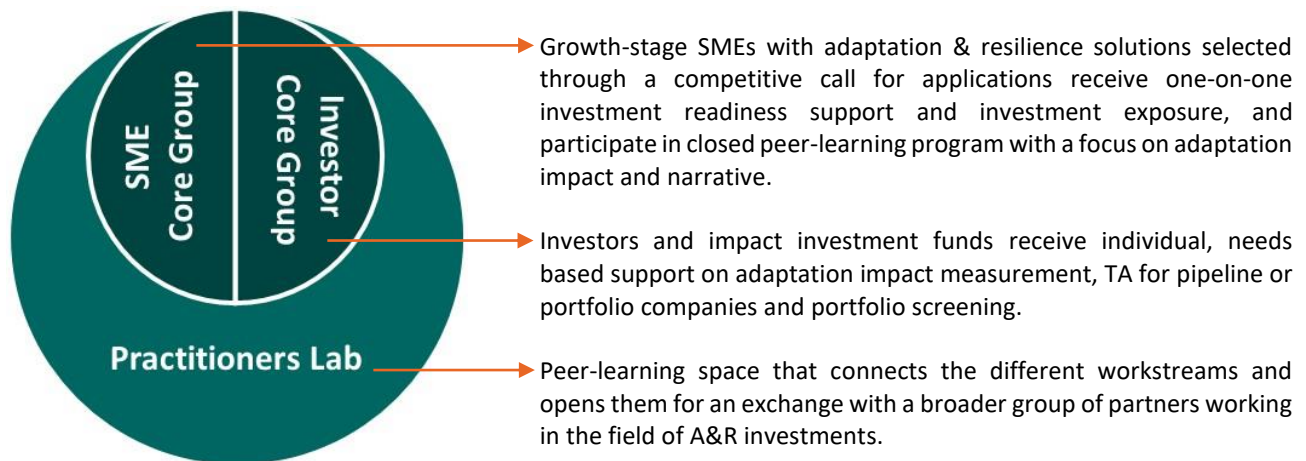 SME
Core Group
Investor
Core Group
Practitioners Lab
Growth-stage SMEs with adaptation & resilience solutions selected
through a competitive call for applications receive one-on-one
investment readiness support and investment exposure, and
participate in closed peer-learning program with a focus on adaptation
impact and narrative.
Investors and impact investment funds receive individual, needs
based support on adaptation impact measurement, TA for pipeline or
portfolio companies and portfolio screening.
Peer-learning space that connects the different workstreams and
opens them for an exchange with a broader group of partners working
in the field of A&R investments.